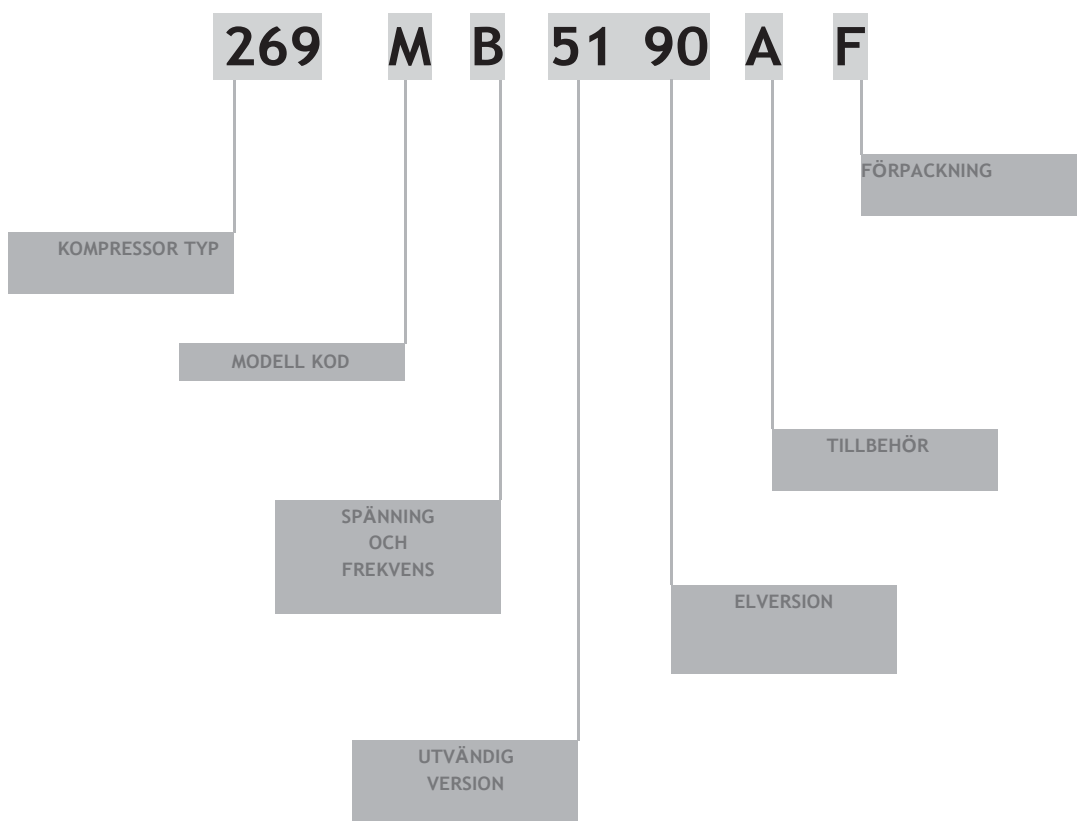 269 M B 51 90 A F
FÖRPACKNING
KOMPRESSOR TYP
MODELL KOD
TILLBEHÖR
SPÄNNING
OCH
FREKVENS
ELVERSION
UTVÄNDIG
VERSION